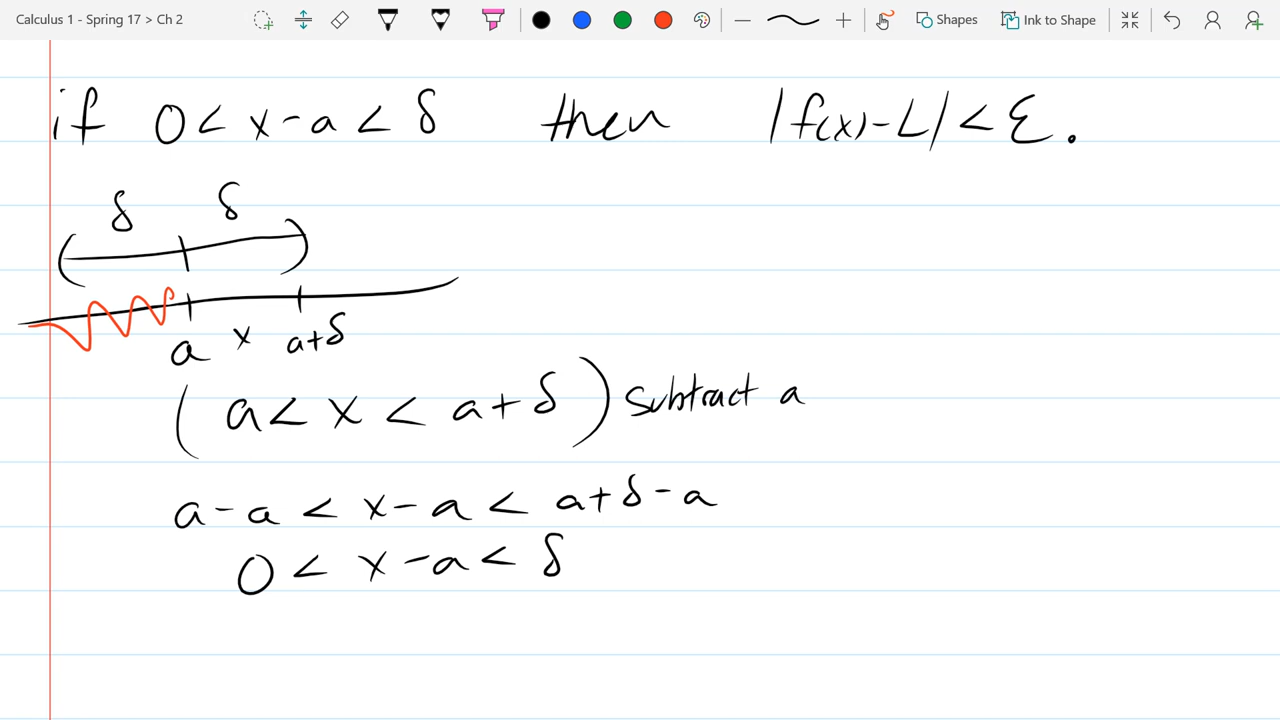 Calculus 1 - Spring 17 > Ch 2
Shapes
Ink to Shape
if 0 < x - a < δ then |f(x) - L| < ε.
δ δ
a x a+δ
( a < x < a + δ ) subtract a
a - a < x - a < a + δ - a
0 < x - a < δ